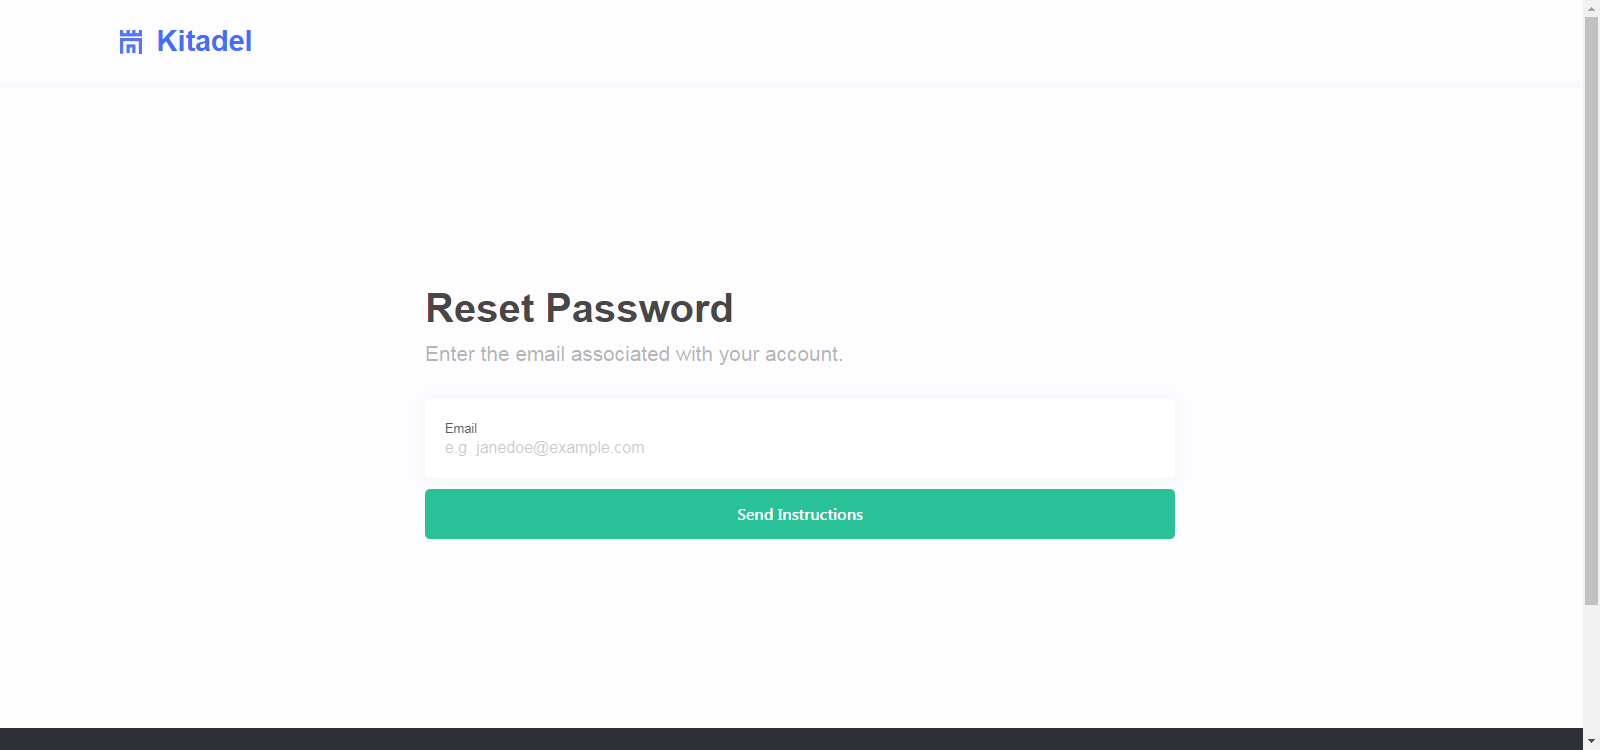 Kitadel
Reset Password
Enter the email associated with your account.
Email
e.g. janedoe@example.com
Send Instructions